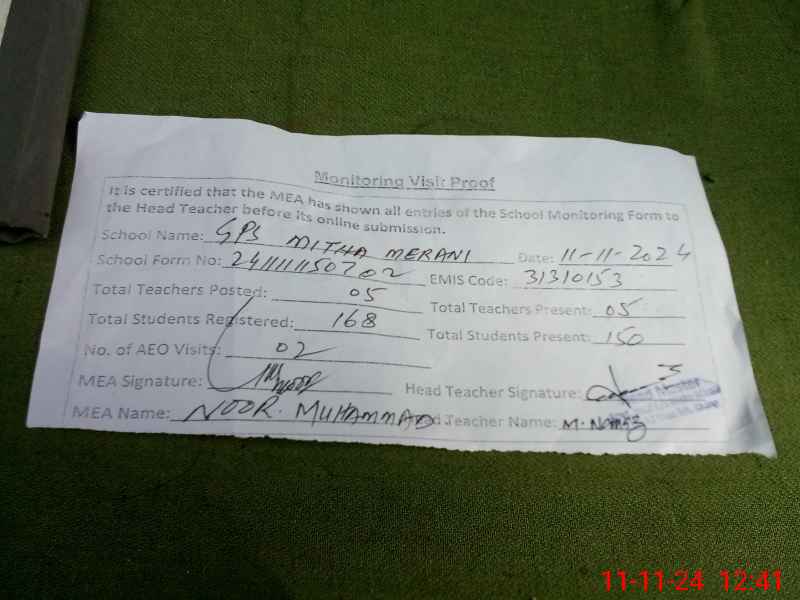 Monitoring Visit Proof
It is certified that the MEA has shown all entries of the School Monitoring Form to
the Head Teacher before its online submission.
School Name: GPS MITHA MERANI Date: 11-11-2024
School Form No: EMIS Code: 31310153
Total Teachers Posted: 05 Total Teachers Present: 05
Total Students Registered: 168 Total Students Present: 150
No. of AEO Visits: 02
MEA Signature: Head Teacher Signature:
MEA Name: NOOR MUHAMMAD Teacher Name: M.
11-11-24 12:41